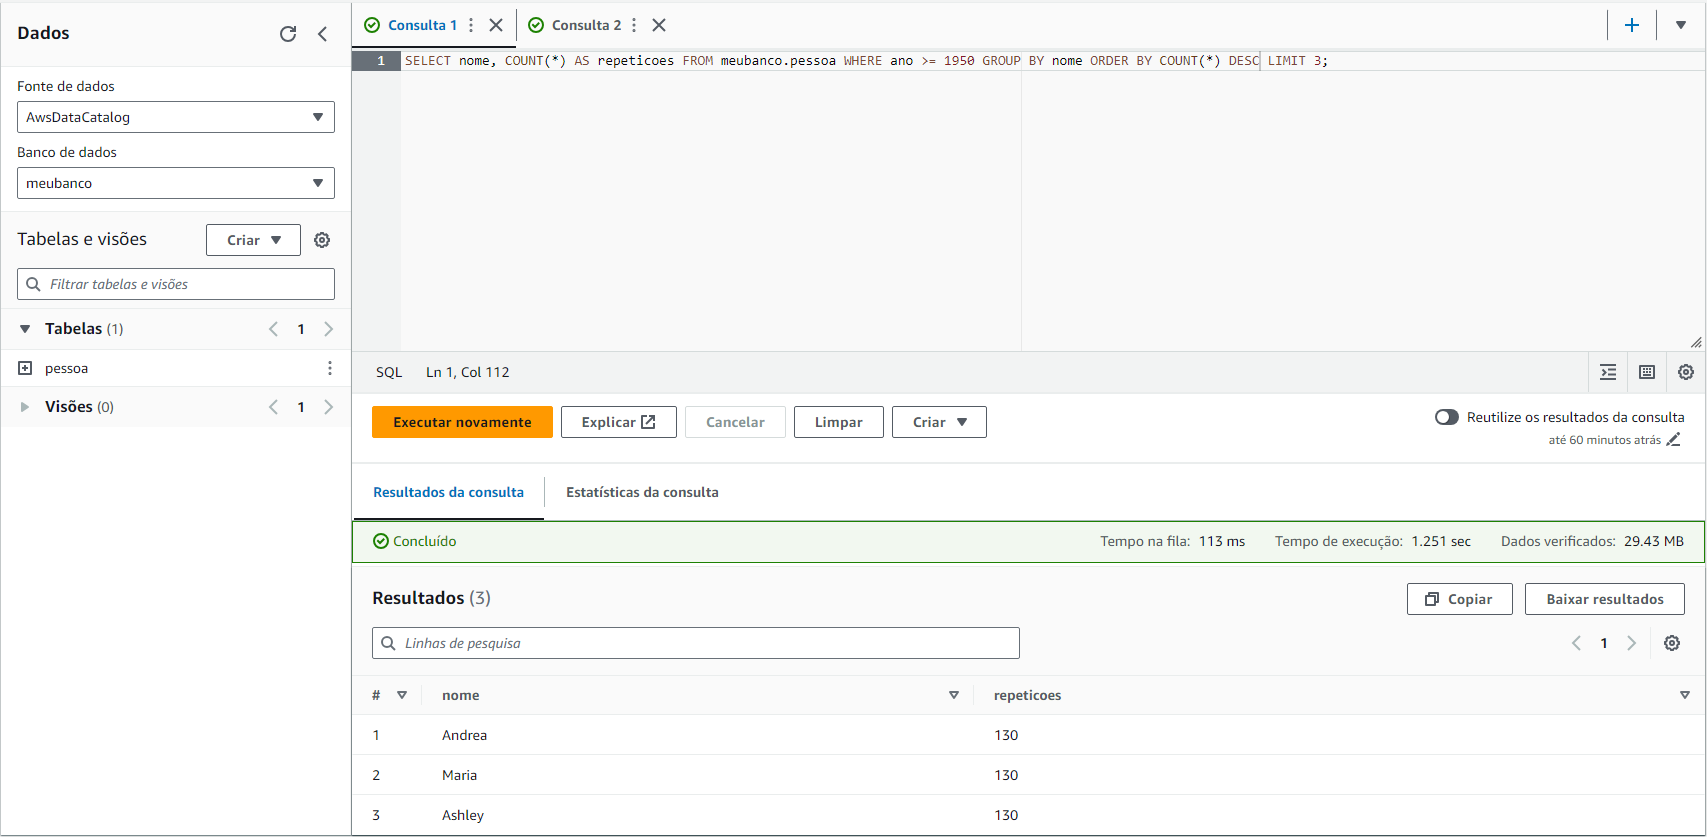 Dados
Fonte de dados
AwsDataCatalog
Banco de dados
meubanco
Tabelas e visões
Criar
Filtrar tabelas e visões
Tabelas (1)
1
pessoa
Visões (0)
1
Consulta 1
Consulta 2
1
SELECT nome, COUNT(*) AS repeticoes FROM meubanco.pessoa WHERE ano >= 1950 GROUP BY nome ORDER BY COUNT(*) DESC LIMIT 3;
SQL Ln 1, Col 112
Executar novamente Explicar Cancelar Limpar Criar
Reutilize os resultados da consulta
até 60 minutos atrás
Resultados da consulta Estatísticas da consulta
Concluído Tempo na fila: 113 ms Tempo de execução: 1.251 sec Dados verificados: 29.43 MB
Resultados (3) Copiar Baixar resultados
Linhas de pesquisa 1
# nome repeticoes
1 Andrea 130
2 Maria 130
3 Ashley 130